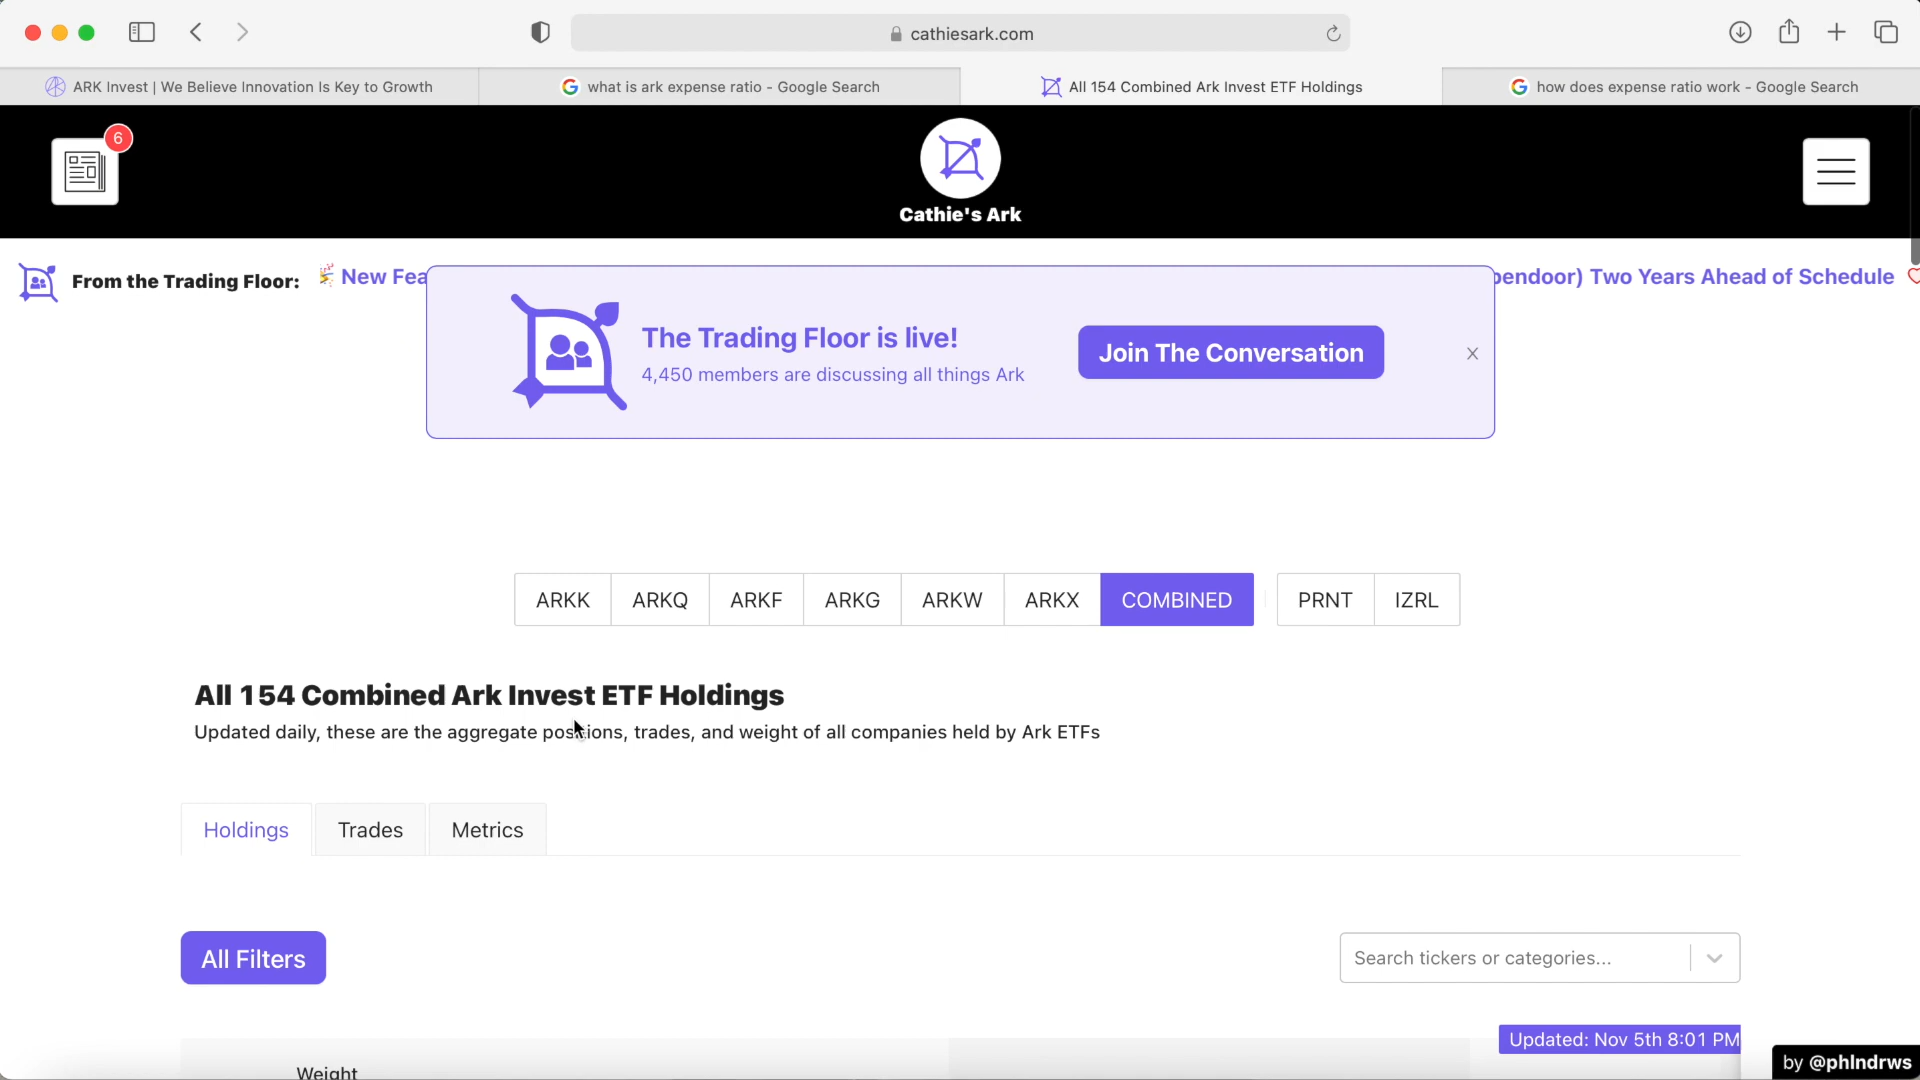 cathiesark.com
ARK Invest | We Believe Innovation Is Key to Growth
what is ark expense ratio - Google Search
All 154 Combined Ark Invest ETF Holdings
how does expense ratio work - Google Search
6
Cathie's Ark
From the Trading Floor:
New Fea
pendoor) Two Years Ahead of Schedule
The Trading Floor is live!
4,450 members are discussing all things Ark
Join The Conversation
X
ARKK ARKQ ARKF ARKG ARKW ARKX COMBINED PRNT IZRL
All 154 Combined Ark Invest ETF Holdings
Updated daily, these are the aggregate positions, trades, and weight of all companies held by Ark ETFs
Holdings Trades Metrics
All Filters
Search tickers or categories...
Updated: Nov 5th 8:01 PM
Weight
by @phlndrws